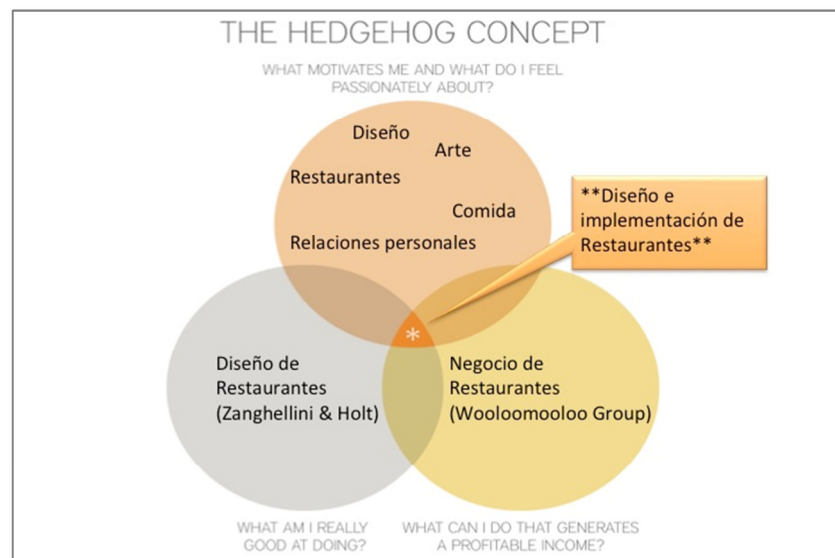 THE HEDGEHOG CONCEPT
WHAT MOTIVATES ME AND WHAT DO I FEEL
PASSIONATELY ABOUT?
Diseño
Arte
Restaurantes
Comida
Relaciones personales
**Diseño e
implementación de
Restaurantes**
*
Diseño de
Restaurantes
(Zanghellini & Holt)
Negocio de
Restaurantes
(Wooloomooloo Group)
WHAT AM I REALLY
GOOD AT DOING?
WHAT CAN I DO THAT GENERATES
A PROFITABLE INCOME?